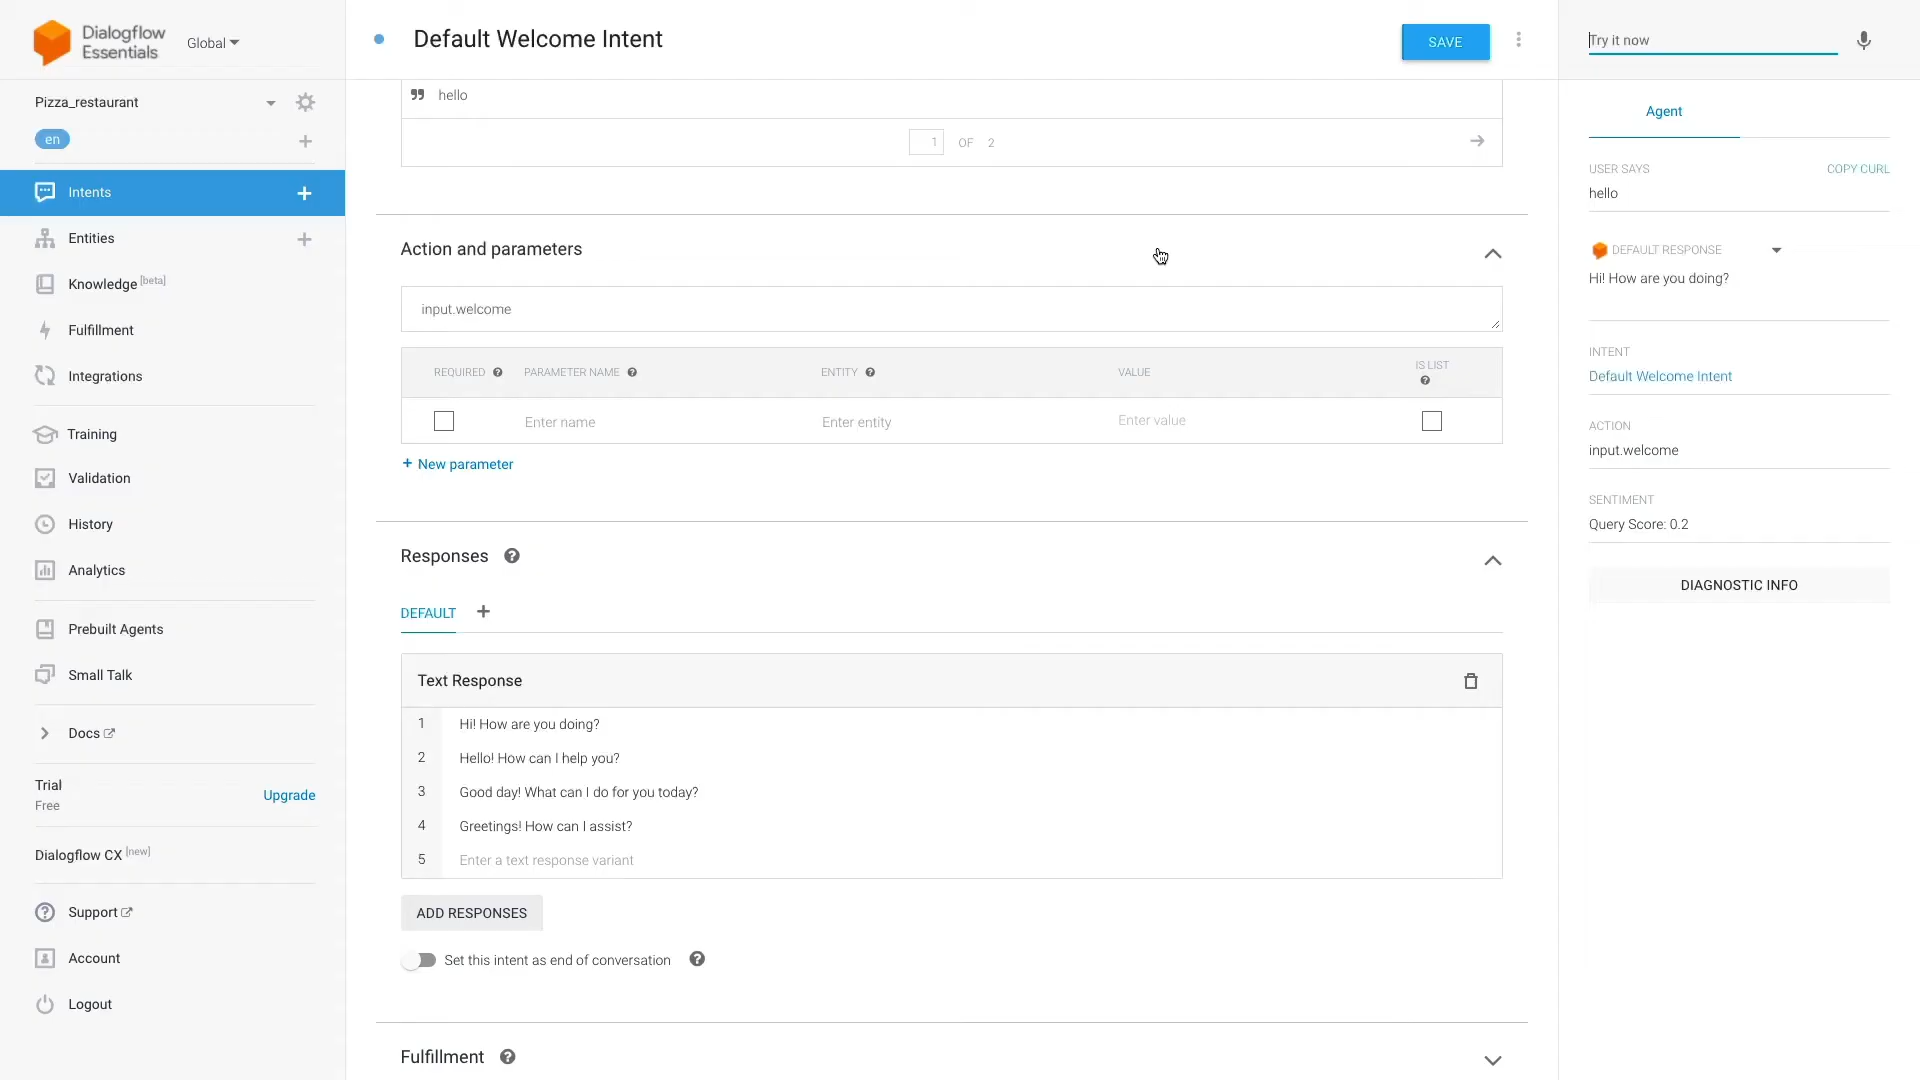 Dialogflow
Essentials
Global
Pizza_restaurant
en
Intents
Entities
Knowledge [beta]
Fulfillment
Integrations
Training
Validation
History
Analytics
Prebuilt Agents
Small Talk
Docs
Trial
Free
Upgrade
Dialogflow CX [new]
Support
Account
Logout
Default Welcome Intent
SAVE
hello
1 OF 2
Action and parameters
input.welcome
REQUIRED PARAMETER NAME ENTITY VALUE IS LIST
Enter name Enter entity Enter value
+ New parameter
Responses
DEFAULT +
Text Response
1 Hi! How are you doing?
2 Hello! How can I help you?
3 Good day! What can I do for you today?
4 Greetings! How can I assist?
5 Enter a text response variant
ADD RESPONSES
Set this intent as end of conversation
Fulfillment
Try it now
Agent
USER SAYS COPY CURL
hello
DEFAULT RESPONSE
Hi! How are you doing?
INTENT
Default Welcome Intent
ACTION
input.welcome
SENTIMENT
Query Score: 0.2
DIAGNOSTIC INFO